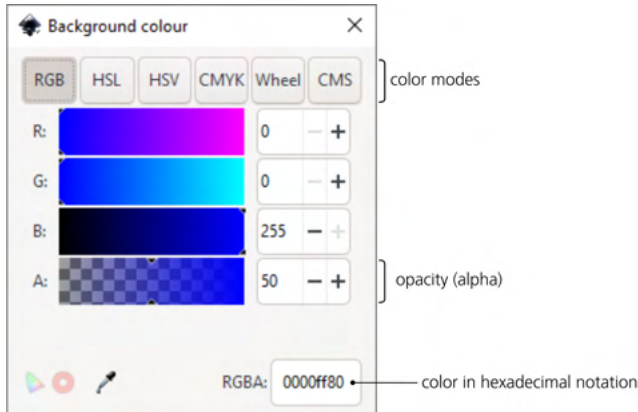 Background colour
RGB HSL HSV CMYK Wheel CMS color modes
R: 0
G: 0
B: 255
A: 50 opacity (alpha)
RGBA: 0000ff80 color in hexadecimal notation